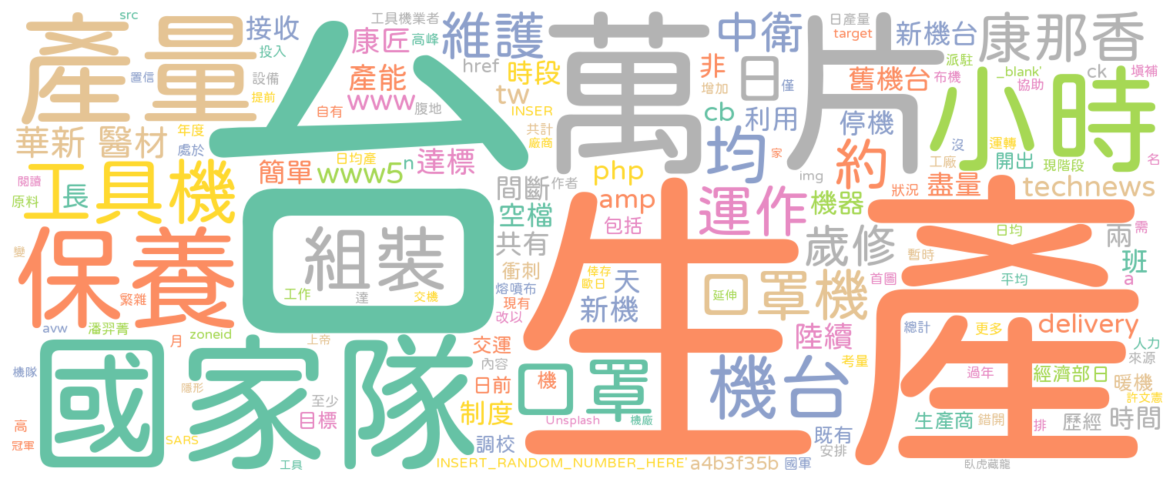 src
工具機業者
高峰
日產量
target
接收
康匠
維護
中衛
新機台
康那香
產量
投入
置信
設備
提前
產能
href
時段
非
日
舊機台
派駐
布機
_blank'
ck
填補
協助
自有
www
腹地
tw
INSER
增加
僅
萬
片
小時
cb
利用
停機
年度
華新
醫材
處於
日均產
台
共計
廠商
均
家
約
沒
運轉
開出
工廠
現階段
名
閱讀
原料
長
工具機
簡單
www5
n
達標
間斷
作者
php
img
狀況
盡量
technews
amp
空檔
包括
運作
機器
共有
歲修
日均
兩
需
變
保養
組裝
衝刺
倖存
歐日
天
熔噴布
口罩機
延伸
首圖
暫時
平均
班
a
繁雜
工作
達
交機
現有
改以
新機
avw
潘羿菁
zoneid
月
上帝
陸續
總計
更多
delivery
人力
來源
機隊
隱形
國家隊
交運
內容
日前
機
口罩
機台
考量
過年
經濟部日
暖機
許文憲
至少
目標
制度
Unsplash
機廠
生產
生產商
錯開
排
歷經
時間
高
冠軍
SARS
工具
調校
既有
安排
INSERT_RANDOM_NUMBER_HERE'
a4b3f35b
國軍
臥虎藏龍